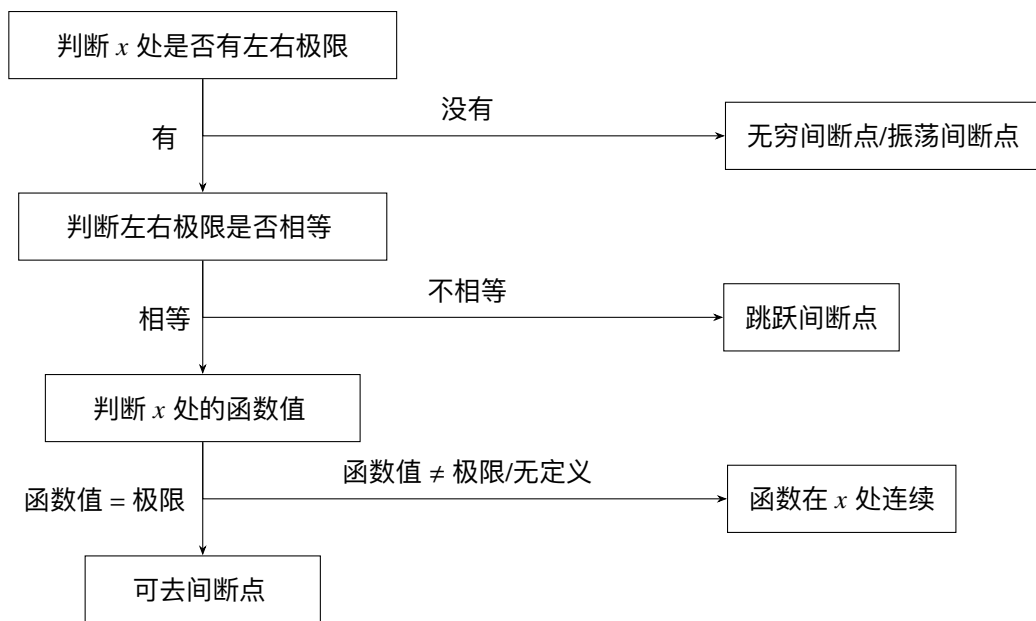 判断 x 处是否有左右极限
没有
有
无穷间断点/振荡间断点
判断左右极限是否相等
不相等
相等
跳跃间断点
判断 x 处的函数值
函数值 ≠ 极限/无定义
函数值 = 极限
函数在 x 处连续
可去间断点